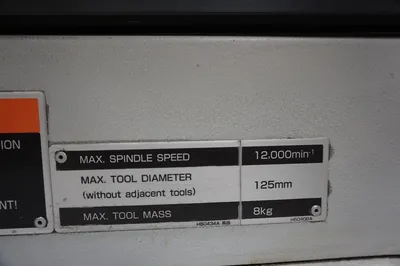 ION
NT!
MAX. SPINDLE SPEED 12.000min-¹
MAX. TOOL DIAMETER
(without adjacent tools) 125mm
MAX. TOOL MASS 8kg